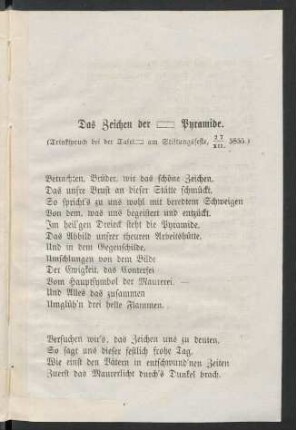 Das Zeichen der ▭ Pyramide.
(Trinkspruch bei der Tafel▭ am Stiftungsfeste, 27/XII. 5855.)
Betrachten, Brüder, wir das schöne Zeichen,
Das unsre Brust an dieser Stätte schmückt,
So spricht's zu uns wohl mit beredtem Schweigen
Von dem, was uns begeistert und entzückt.
Im heil'gen Dreieck steht die Pyramide,
Das Abbild unsrer theuren Arbeitshütte,
Und in dem Gegenschilde,
Umschlungen von dem Bilde
Der Ewigkeit, das Conterfei
Vom Hauptsymbol der Maurerei. —
Und Alles das zusammen
Umglüh'n drei helle Flammen.
Versuchen wir's, das Zeichen uns zu deuten,
So sagt uns dieser festlich frohe Tag,
Wie einst den Vätern in entschwund'nen Zeiten
Zuerst das Maurerlicht durch's Dunkel brach.